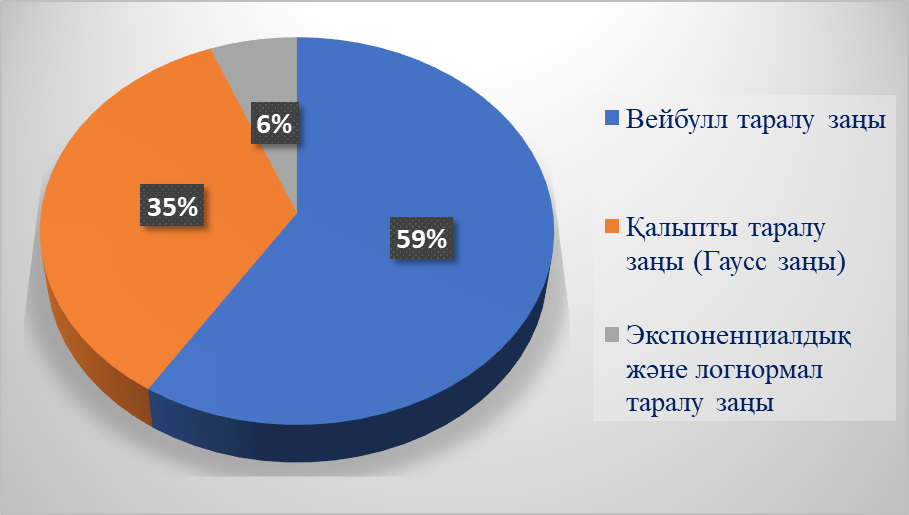 6%
35%
59%
Вейбулл таралу заңы
Қалыпты таралу
заңы (Гаусс заңы)
Экспоненциалдық
және логнормал
таралу заңы